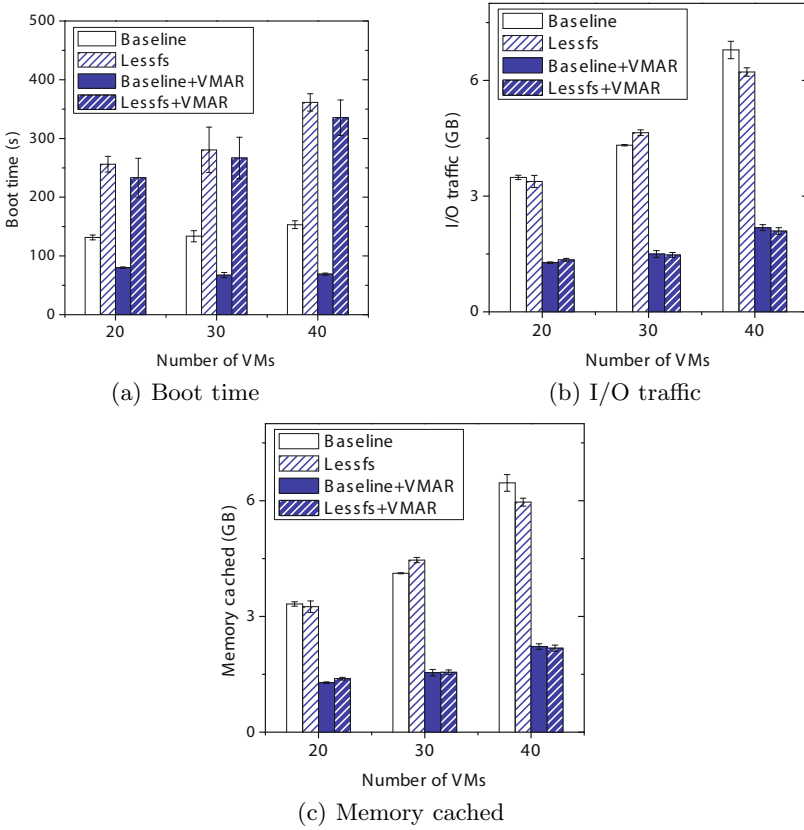 500
400
300
200
100
0
Boot time (s)
Baseline
Lessfs
Baseline+VMAR
Lessfs+VMAR
20 30 40
Number of VMs
(a) Boot time
6
3
0
I/O traffic (GB)
Baseline
Lessfs
Baseline+VMAR
Lessfs+VMAR
20 30 40
Number of VMs
(b) I/O traffic
6
3
0
Memory cached (GB)
Baseline
Lessfs
Baseline+VMAR
Lessfs+VMAR
20 30 40
Number of VMs
(c) Memory cached